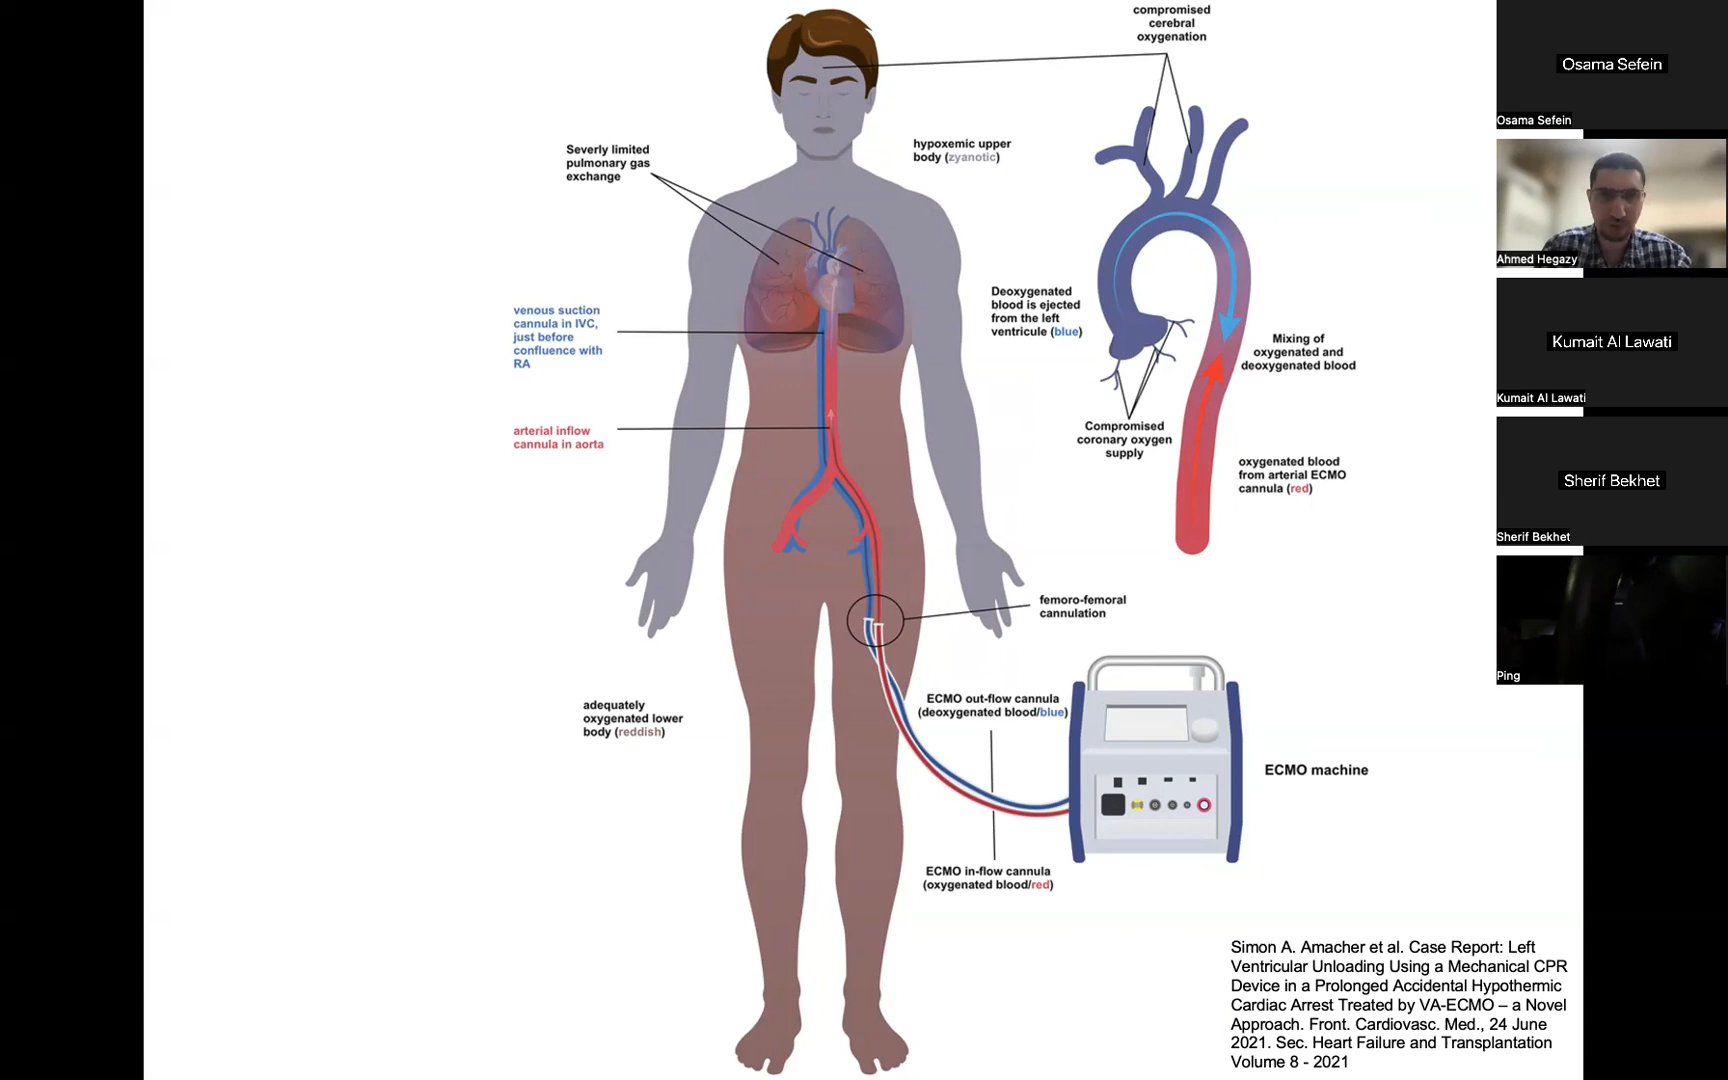 compromised
cerebral
oxygenation
Severly limited
pulmonary gas
exchange
hypoxemic upper
body (zyanotic)
venous suction
cannula in IVC,
just before
confluence with
RA
Deoxygenated
blood is ejected
from the left
ventricule (blue)
Mixing of
oxygenated and
deoxygenated blood
arterial inflow
cannula in aorta
Compromised
coronary oxygen
supply
oxygenated blood
from arterial ECMO
cannula (red)
femoro-femoral
cannulation
adequately
oxygenated lower
body (reddish)
ECMO out-flow cannula
(deoxygenated blood/blue)
ECMO machine
ECMO in-flow cannula
(oxygenated blood/red)
Simon A. Amacher et al. Case Report: Left
Ventricular Unloading Using a Mechanical CPR
Device in a Prolonged Accidental Hypothermic
Cardiac Arrest Treated by VA-ECMO – a Novel
Approach. Front. Cardiovasc. Med., 24 June
2021. Sec. Heart Failure and Transplantation
Volume 8 - 2021
Osama Sefein
Osama Sefein
Ahmed Hegazy
Kumait Al Lawati
Kumait Al Lawati
Sherif Bekhet
Sherif Bekhet
Ping